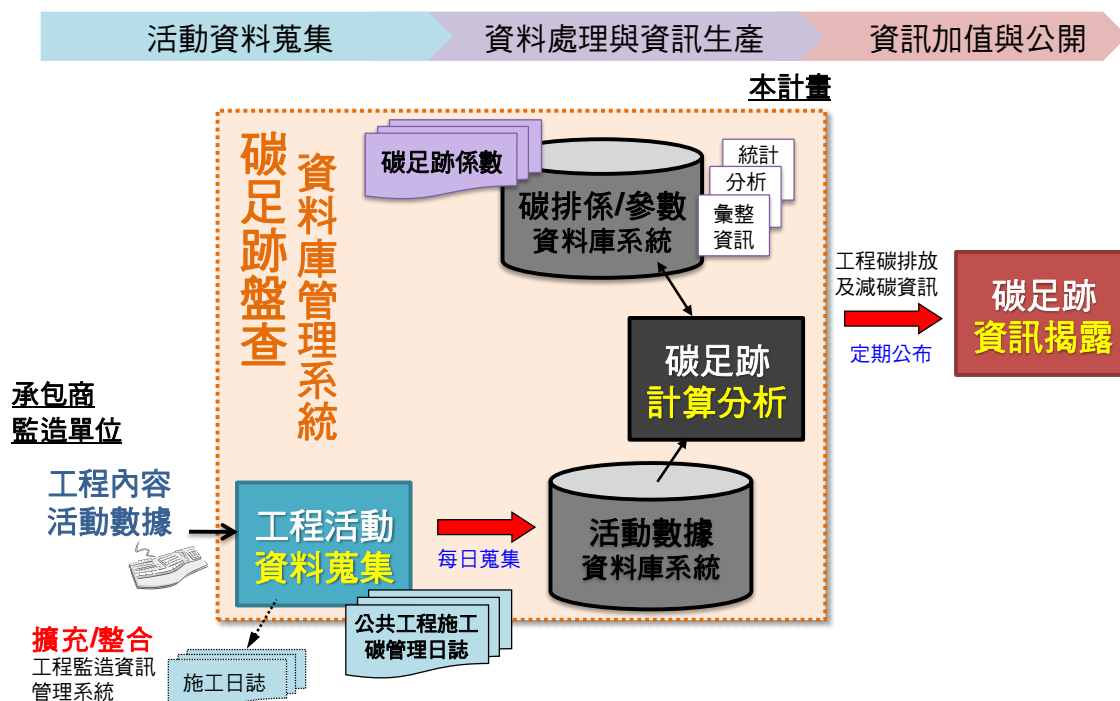 活動資料蒐集
資料處理與資訊生產
資訊加值與公開
本計畫
碳足跡盤查
資料庫管理系統
碳足跡係數
碳排係/參數
資料庫系統
統計
分析
彙整
資訊
工程碳排放
及減碳資訊
定期公布
碳足跡
資訊揭露
碳足跡
計算分析
承包商
監造單位
工程內容
活動數據
工程活動
資料蒐集
每日蒐集
活動數據
資料庫系統
公共工程施工
碳管理日誌
擴充/整合
工程監造資訊
管理系統
施工日誌